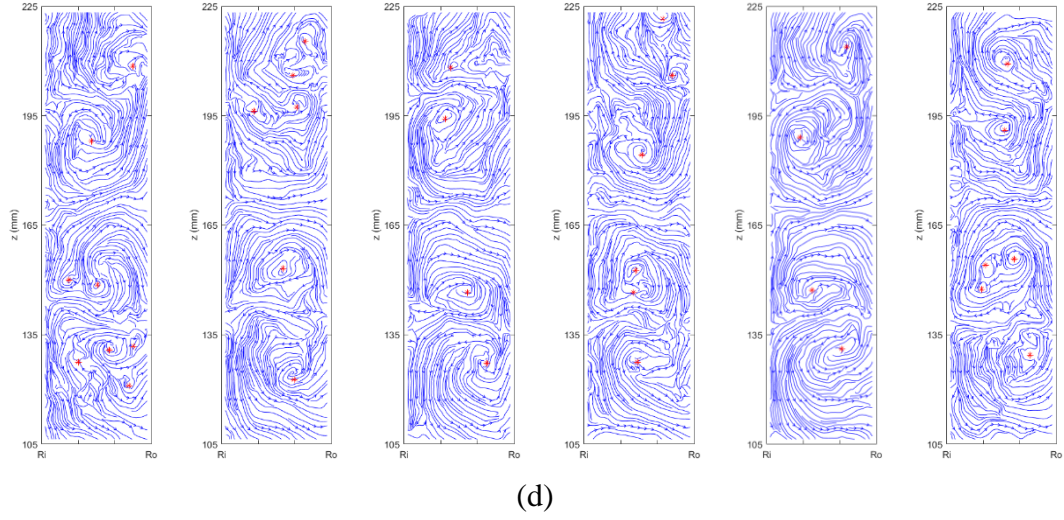 225 225 225 225 225 225
195 195 195 195 195 195
z (mm) z (mm) z (mm) z (mm) z (mm) z (mm)
165 165 165 165 165 165
135 135 135 135 135 135
105 105 105 105 105 105
Ri Ro Ri Ro Ri Ro Ri Ro Ri Ro Ri Ro
(d)